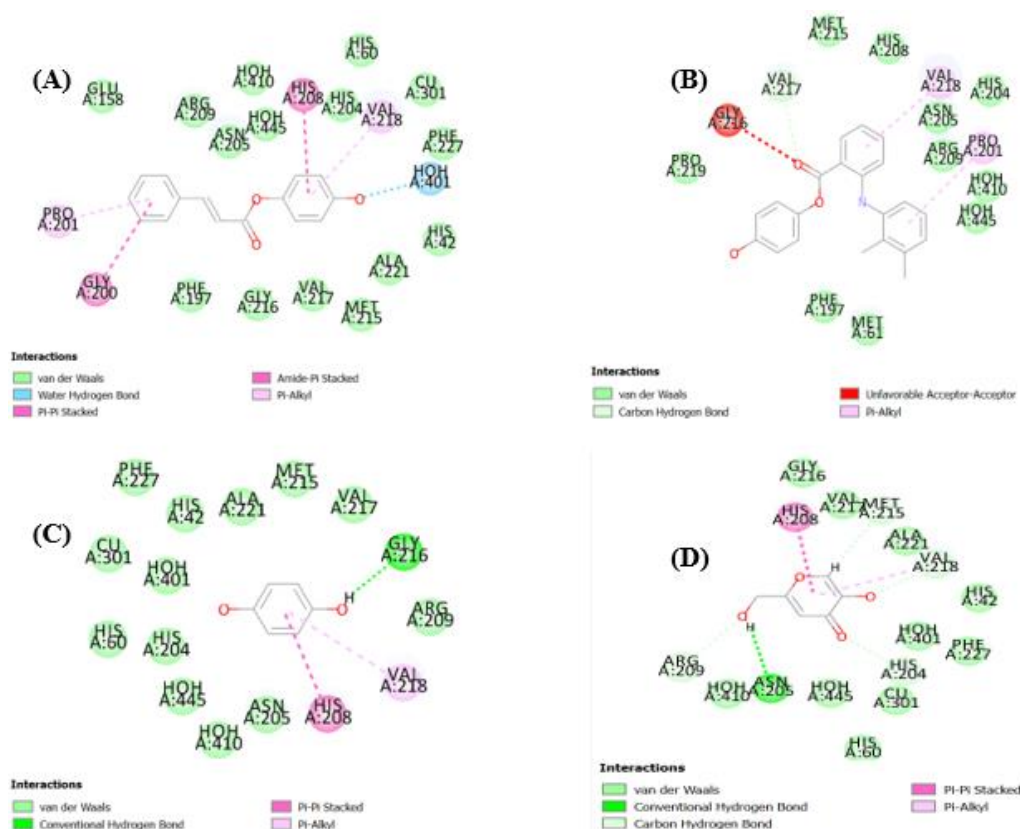 (A)
GLU
A:158
ARG
A:209
ASN
A:205
HOH
A:410
HOH
A:445
HIS
A:208
HIS
A:60
HIS
A:204
VAL
A:218
CU
A:301
PHE
A:227
HOH
A:401
HIS
A:42
ALA
A:221
MET
A:215
VAL
A:217
GLY
A:216
PHE
A:197
GLY
A:200
PRO
A:201
O
O
O
Interactions
van der Waals
Water Hydrogen Bond
Pi-Pi Stacked
Amide-Pi Stacked
Pi-Alkyl
(B)
MET
A:215
HIS
A:208
VAL
A:217
GLY
A:216
PRO
A:219
VAL
A:218
HIS
A:204
ASN
A:205
ARG
A:209
PRO
A:201
HOH
A:410
HOH
A:445
PHE
A:197
MET
A:61
O
O
O
N
Interactions
van der Waals
Carbon Hydrogen Bond
Unfavorable Acceptor-Acceptor
Pi-Alkyl
(C)
PHE
A:227
HIS
A:42
ALA
A:221
MET
A:215
VAL
A:217
GLY
A:216
CU
A:301
HOH
A:401
ARG
A:209
HIS
A:60
HIS
A:204
HOH
A:445
HOH
A:410
ASN
A:205
HIS
A:208
VAL
A:218
O
O
H
Interactions
van der Waals
Conventional Hydrogen Bond
Pi-Pi Stacked
Pi-Alkyl
(D)
GLY
A:216
HIS
A:208
VAL
A:217
MET
A:215
ALA
A:221
VAL
A:218
HIS
A:42
HOH
A:401
PHE
A:227
HIS
A:204
CU
A:301
HOH
A:445
ASN
A:205
HOH
A:410
ARG
A:209
HIS
A:60
O
H
O
O
O
H
Interactions
van der Waals
Conventional Hydrogen Bond
Carbon Hydrogen Bond
Pi-Pi Stacked
Pi-Alkyl